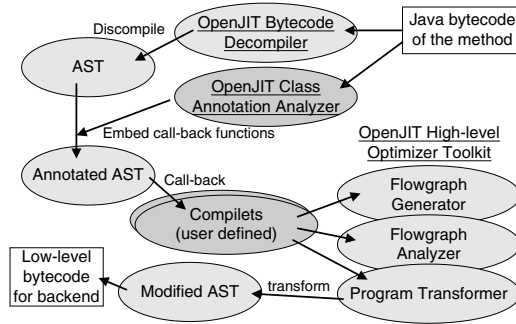 Discompile
OpenJIT Bytecode
Decompiler
Java bytecode
of the method
AST
OpenJIT Class
Annotation Analyzer
Embed call-back functions
OpenJIT High-level
Optimizer Toolkit
Annotated AST
Call-back
Flowgraph
Generator
Compilets
(user defined)
Flowgraph
Analyzer
Low-level
bytecode
for backend
Modified AST
transform
Program Transformer